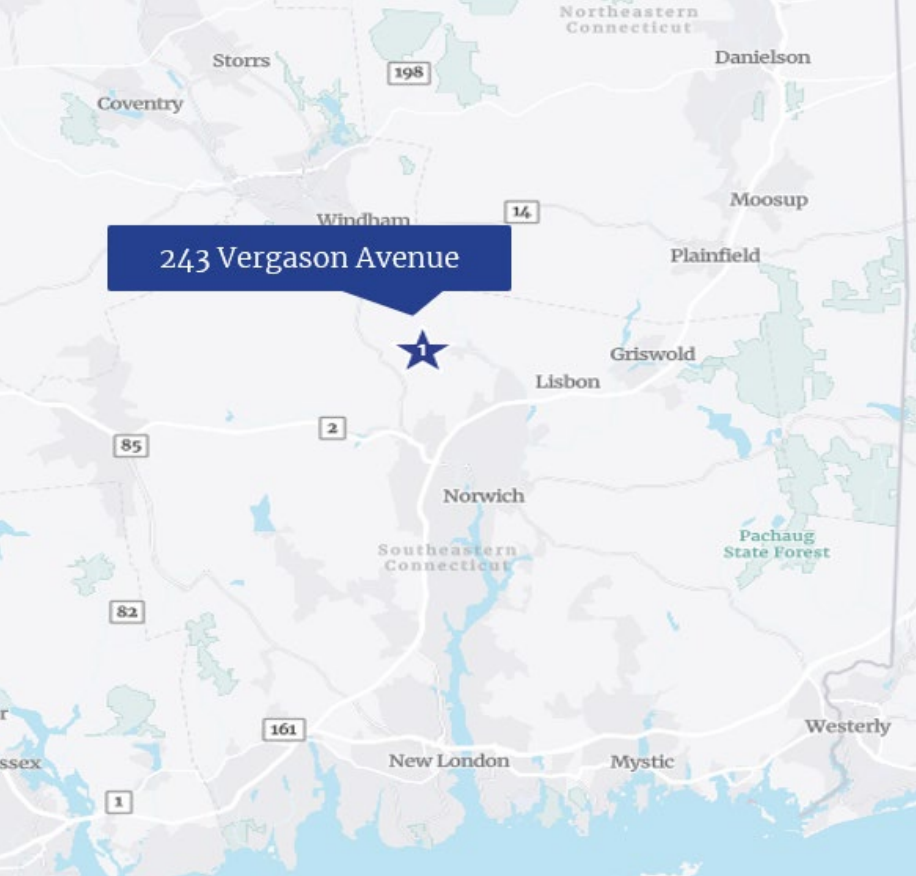 Northeastern
Connecticut
Storrs
198
Danielson
Coventry
Moosup
14
Windham
Plainfield
243 Vergason Avenue
1
Griswold
Lisbon
2
85
Norwich
Southeastern
Connecticut
Pachaug
State Forest
82
r
161
Westerly
ssex
New London
Mystic
1